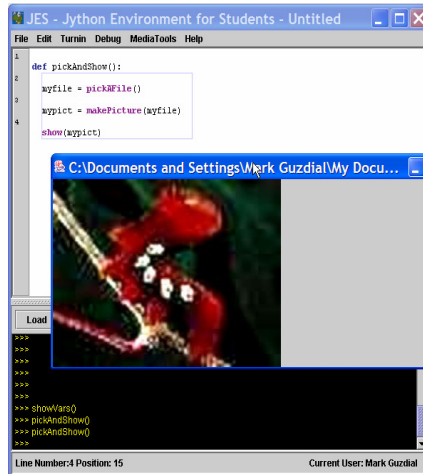 JES - Jython Environment for Students - Untitled
File Edit Turnin Debug MediaTools Help
1
def pickAndShow():
2
myfile = pickAFile()
3
mypict = makePicture(myfile)
4
show(mypict)
C:\Documents and Settings\Mark Guzdial\My Docu...
Load
>>>
>>>
>>>
>>>
>>>
>>> showVars()
>>> pickAndShow()
>>> pickAndShow()
>>>
Line Number:4 Position: 15 Current User: Mark Guzdial